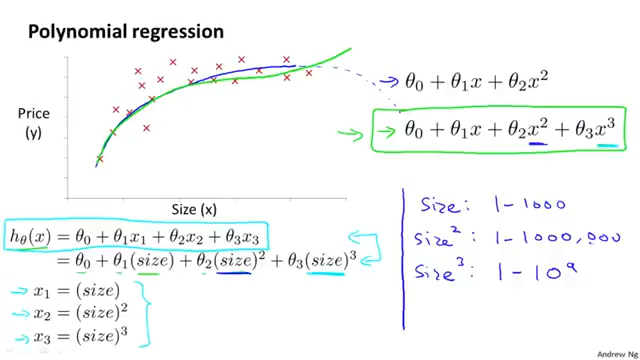 Polynomial regression
Price
(y)
Size (x)
θ₀ + θ₁x + θ₂x²
θ₀ + θ₁x + θ₂x² + θ₃x³
h_θ(x) = θ₀ + θ₁x₁ + θ₂x₂ + θ₃x₃
= θ₀ + θ₁(size) + θ₂(size)² + θ₃(size)³
x₁ = (size)
x₂ = (size)²
x₃ = (size)³
Size: 1-1000
Size²: 1-1000,000
Size³: 1-10⁹
Andrew Ng